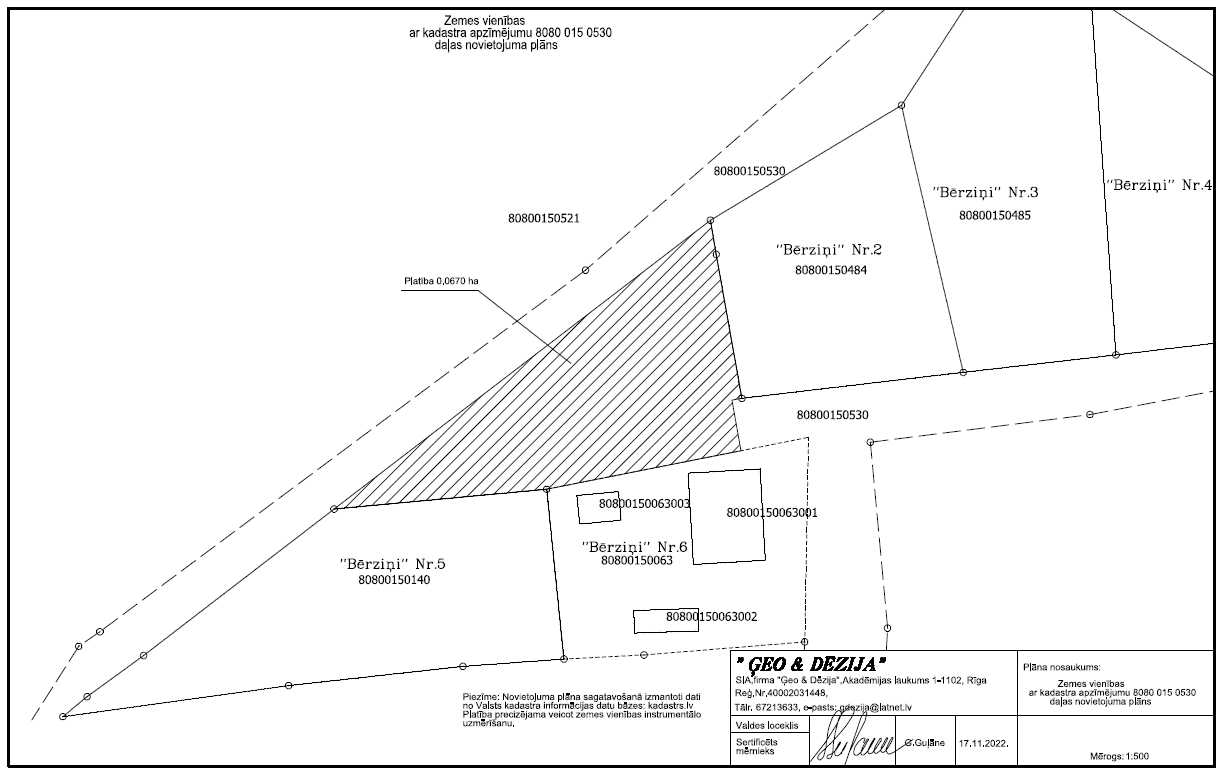 Zemes vienības
ar kadastra apzīmējumu 8080 015 0530
daļas novietojuma plāns
80800150530
80800150521
"Bērziņi" Nr.4
"Bērziņi" Nr.3
80800150485
"Bērziņi" Nr.2
80800150484
Platība 0,0670 ha
80800150530
80800150063003
80800150063001
"Bērziņi" Nr.6
80800150063
"Bērziņi" Nr.5
80800150140
80800150063002
Piezīme: Novietojuma plāna sagatavošanā izmantoti dati
no Valsts kadastra informācijas datu bāzes: kadastrs.lv
Platība precizējama veicot zemes vienības instrumentālo
uzmērīšanu.
" ĢEO & DĒZIJA"
SIA,firma "Ģeo & Dēzija",Akadēmijas laukums 1-1102, Rīga
Reģ,Nr,40002031448,
Tālr. 67213633, e-pasts: gdezija@latnet.lv
Valdes loceklis
Sertificēts
mērnieks
G.Guļāne
17.11.2022.
Plāna nosaukums:
Zemes vienības
ar kadastra apzīmējumu 8080 015 0530
daļas novietojuma plāns
Mērogs: 1:500